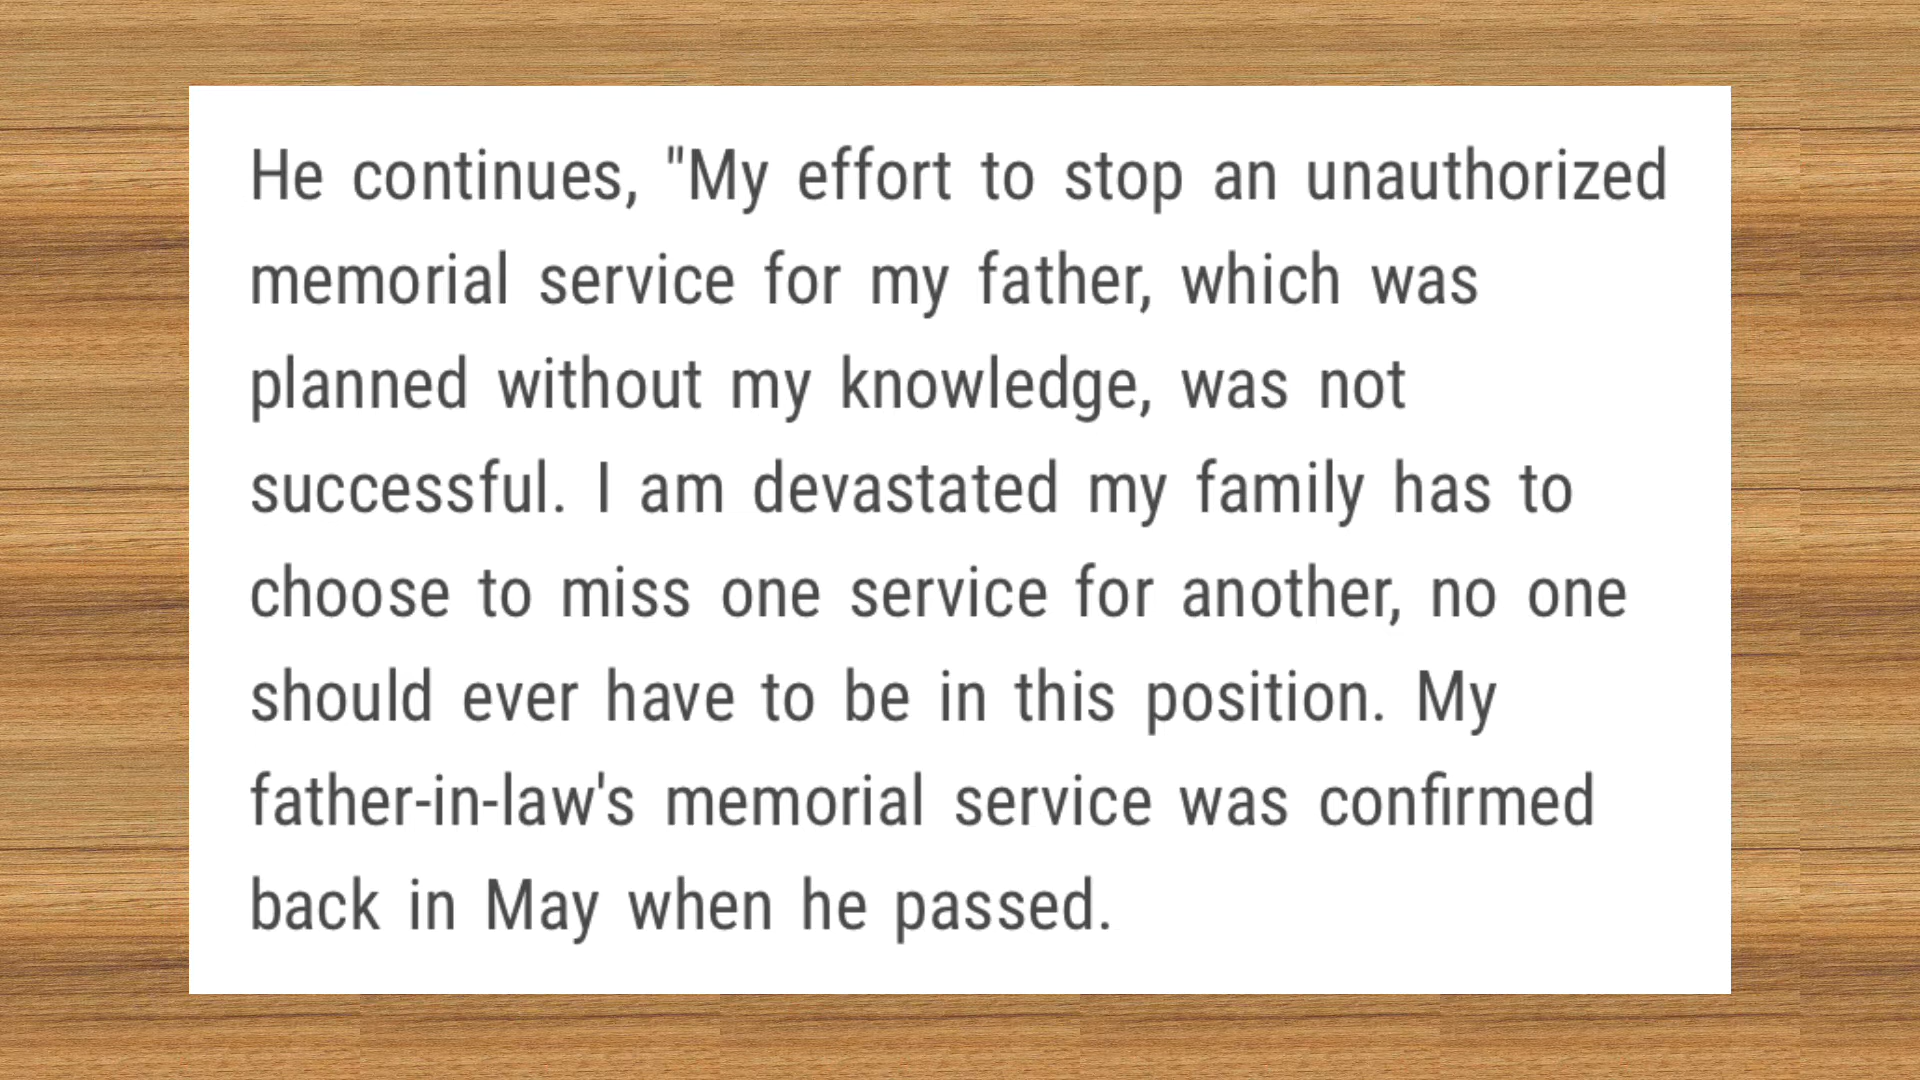 He continues, "My effort to stop an unauthorized
memorial service for my father, which was
planned without my knowledge, was not
successful. I am devastated my family has to
choose to miss one service for another, no one
should ever have to be in this position. My
father-in-law's memorial service was confirmed
back in May when he passed.